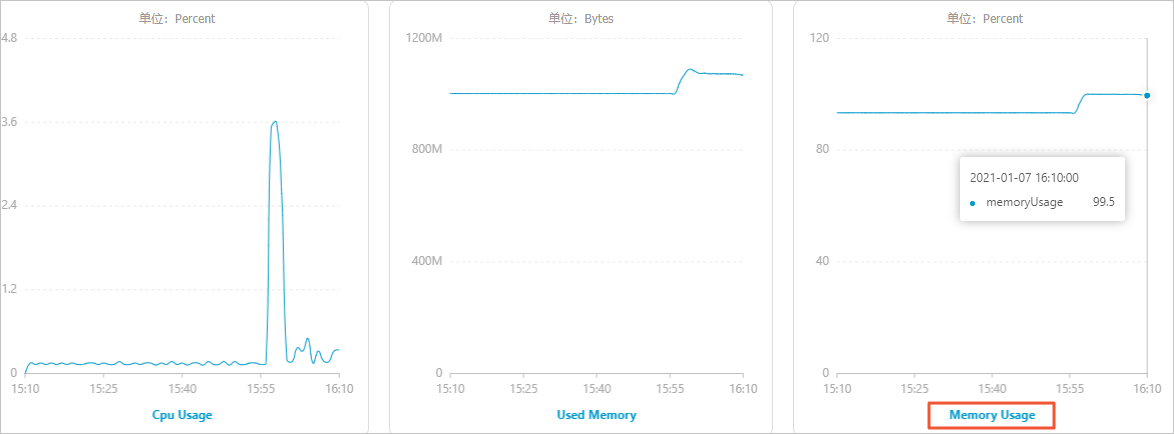 单位：Percent
4.8
3.6
2.4
1.2
0
15:10
15:25
15:40
15:55
16:10
Cpu Usage
单位：Bytes
1200M
800M
400M
0
15:10
15:25
15:40
15:55
16:10
Used Memory
单位：Percent
120
80
40
0
2021-01-07 16:10:00
memoryUsage 99.5
15:10
15:25
15:40
15:55
16:10
Memory Usage